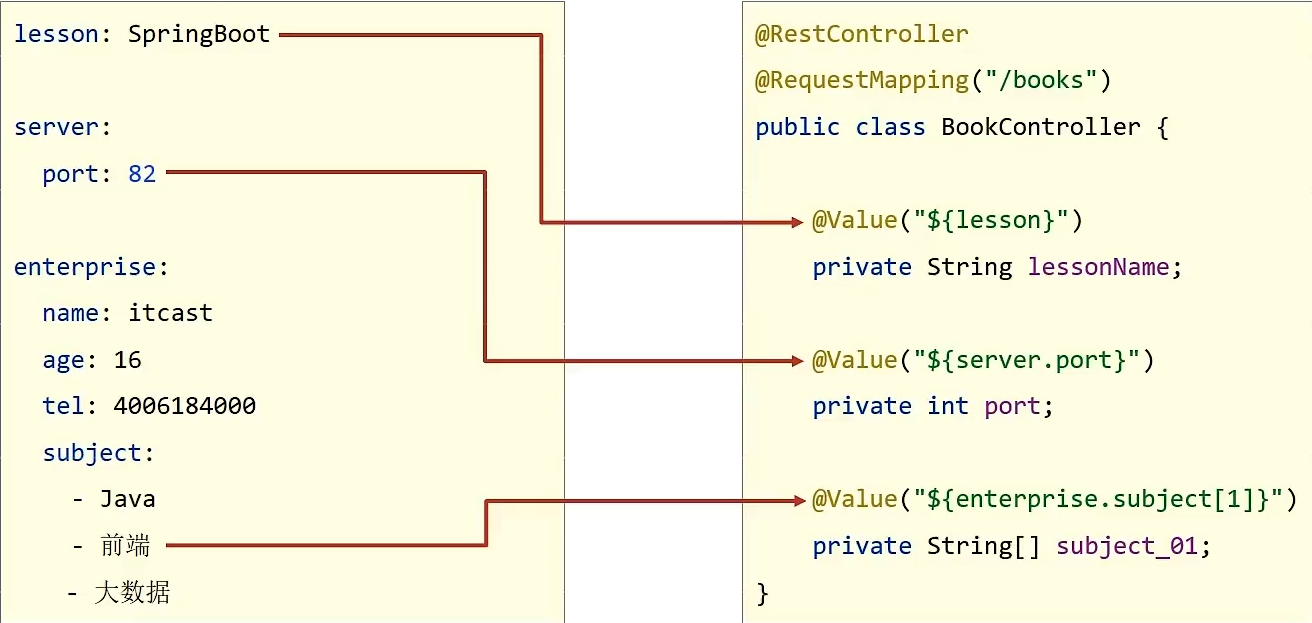 lesson: SpringBoot
server:
port: 82
enterprise:
name: itcast
age: 16
tel: 4006184000
subject:
- Java
- 前端
- 大数据
@RestController
@RequestMapping("/books")
public class BookController {
@Value("${lesson}")
private String lessonName;
@Value("${server.port}")
private int port;
@Value("${enterprise.subject[1]}")
private String[] subject_01;
}